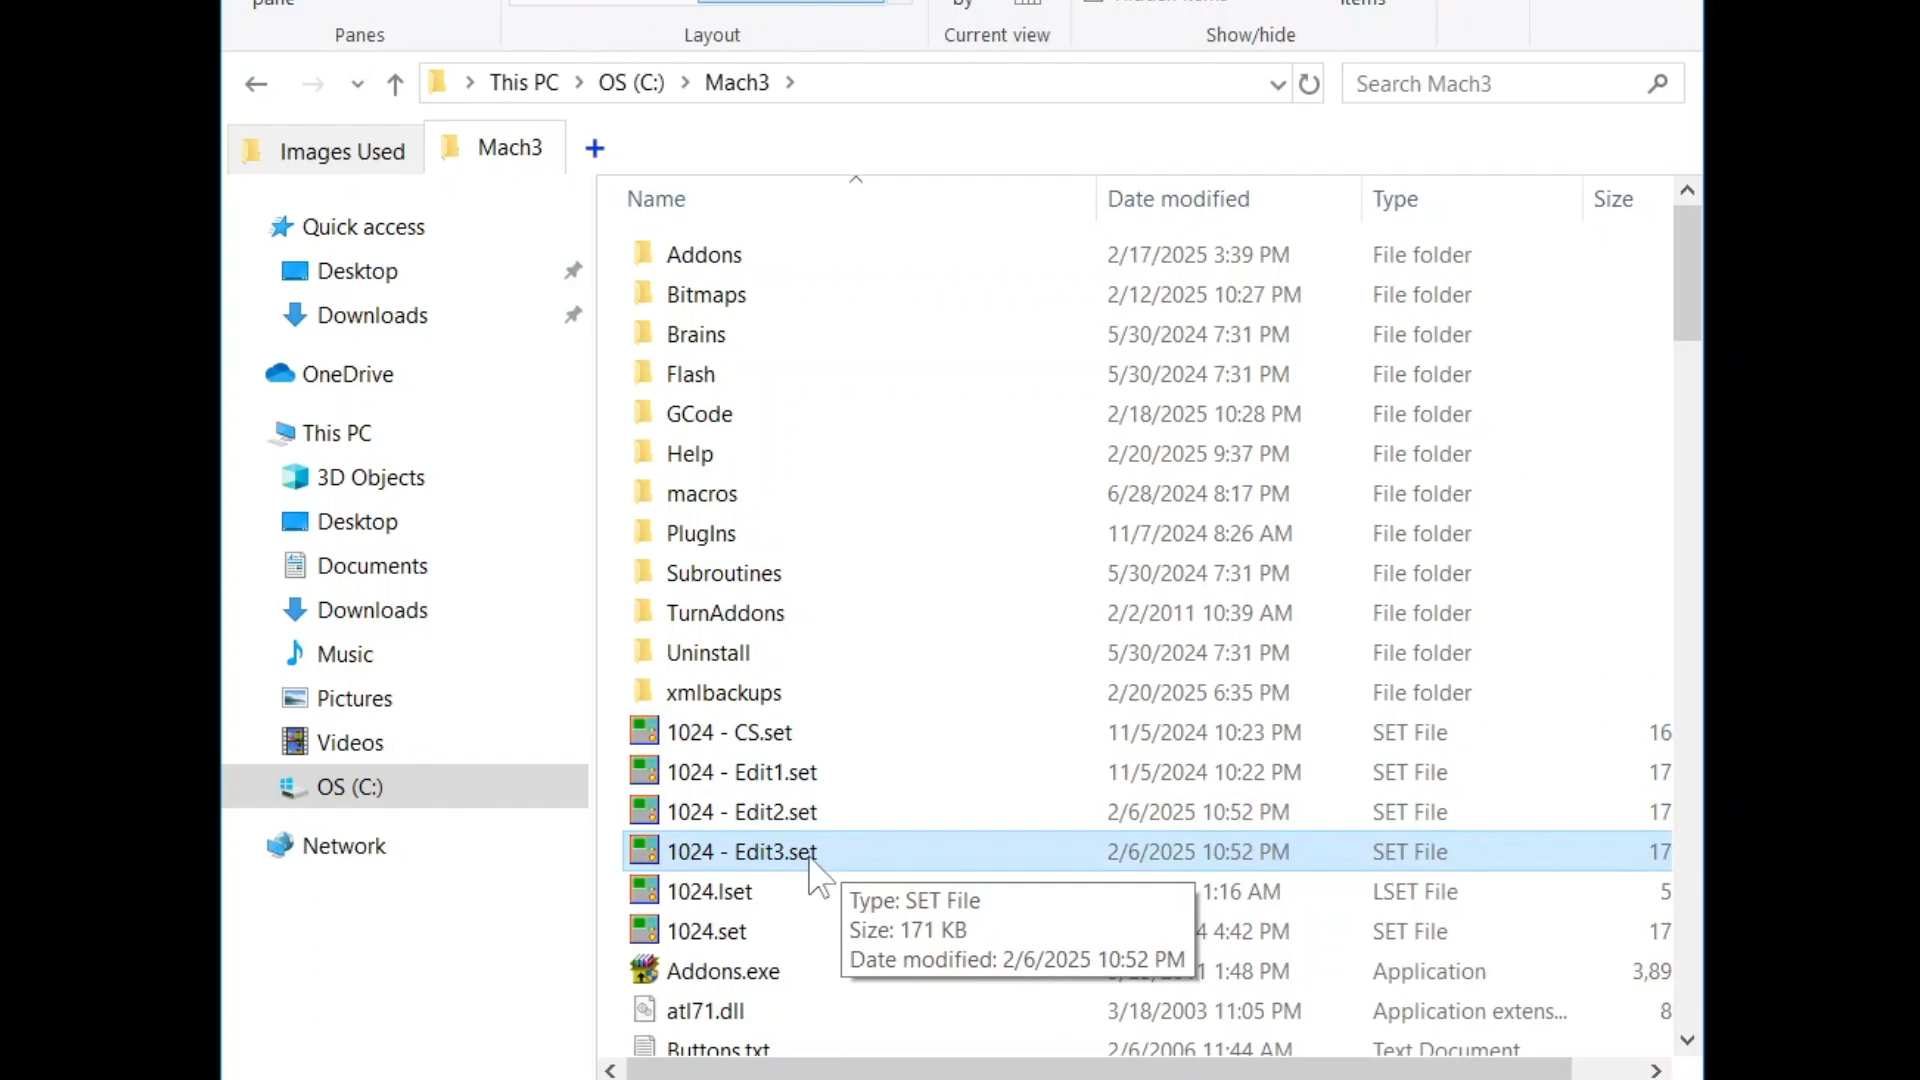 pane
by
Hidden items
items
Panes
Layout
Current view
Show/hide
This PC > OS (C:) > Mach3 >
Search Mach3
Images Used
Mach3
Name
Date modified
Type
Size
Quick access
Desktop
Downloads
OneDrive
This PC
3D Objects
Desktop
Documents
Downloads
Music
Pictures
Videos
OS (C:)
Network
Addons 2/17/2025 3:39 PM File folder
Bitmaps 2/12/2025 10:27 PM File folder
Brains 5/30/2024 7:31 PM File folder
Flash 5/30/2024 7:31 PM File folder
GCode 2/18/2025 10:28 PM File folder
Help 2/20/2025 9:37 PM File folder
macros 6/28/2024 8:17 PM File folder
PlugIns 11/7/2024 8:26 AM File folder
Subroutines 5/30/2024 7:31 PM File folder
TurnAddons 2/2/2011 10:39 AM File folder
Uninstall 5/30/2024 7:31 PM File folder
xmlbackups 2/20/2025 6:35 PM File folder
1024 - CS.set 11/5/2024 10:23 PM SET File 16
1024 - Edit1.set 11/5/2024 10:22 PM SET File 17
1024 - Edit2.set 2/6/2025 10:52 PM SET File 17
1024 - Edit3.set 2/6/2025 10:52 PM SET File 17
1024.lset 1:16 AM LSET File 5
1024.set 4 4:42 PM SET File 17
Addons.exe 1:48 PM Application 3,89
atl71.dll 3/18/2003 11:05 PM Application extens... 8
Buttons.txt 2/6/2006 11:44 AM Text Document
Type: SET File
Size: 171 KB
Date modified: 2/6/2025 10:52 PM